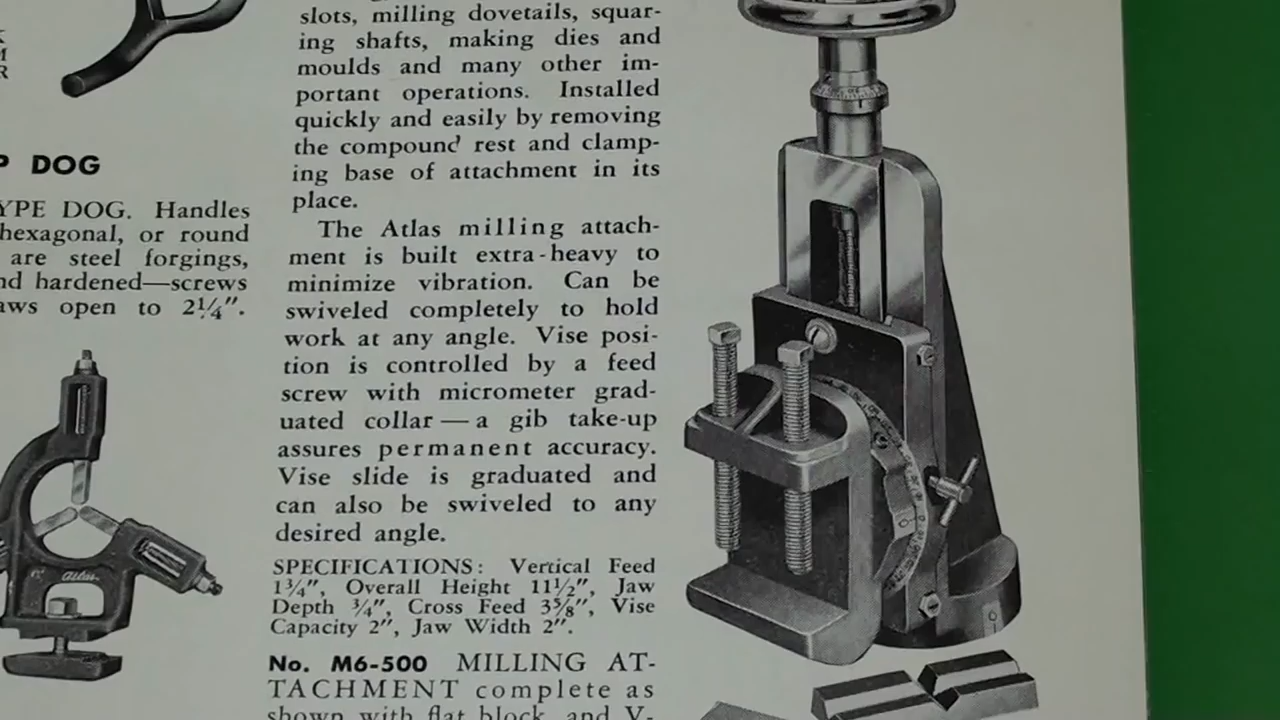 K
M
R
P DOG
YPE DOG. Handles
hexagonal, or round
are steel forgings,
nd hardened—screws
aws open to 2¼".
Atlas
slots, milling dovetails, squar-
ing shafts, making dies and
moulds and many other im-
portant operations. Installed
quickly and easily by removing
the compound rest and clamp-
ing base of attachment in its
place.
The Atlas milling attach-
ment is built extra-heavy to
minimize vibration. Can be
swiveled completely to hold
work at any angle. Vise posi-
tion is controlled by a feed
screw with micrometer grad-
uated collar — a gib take-up
assures permanent accuracy.
Vise slide is graduated and
can also be swiveled to any
desired angle.
SPECIFICATIONS: Vertical Feed
1¾", Overall Height 11½", Jaw
Depth ¾", Cross Feed 3⅝", Vise
Capacity 2", Jaw Width 2".
No. M6-500 MILLING AT-
TACHMENT complete as
shown with flat block, and V-